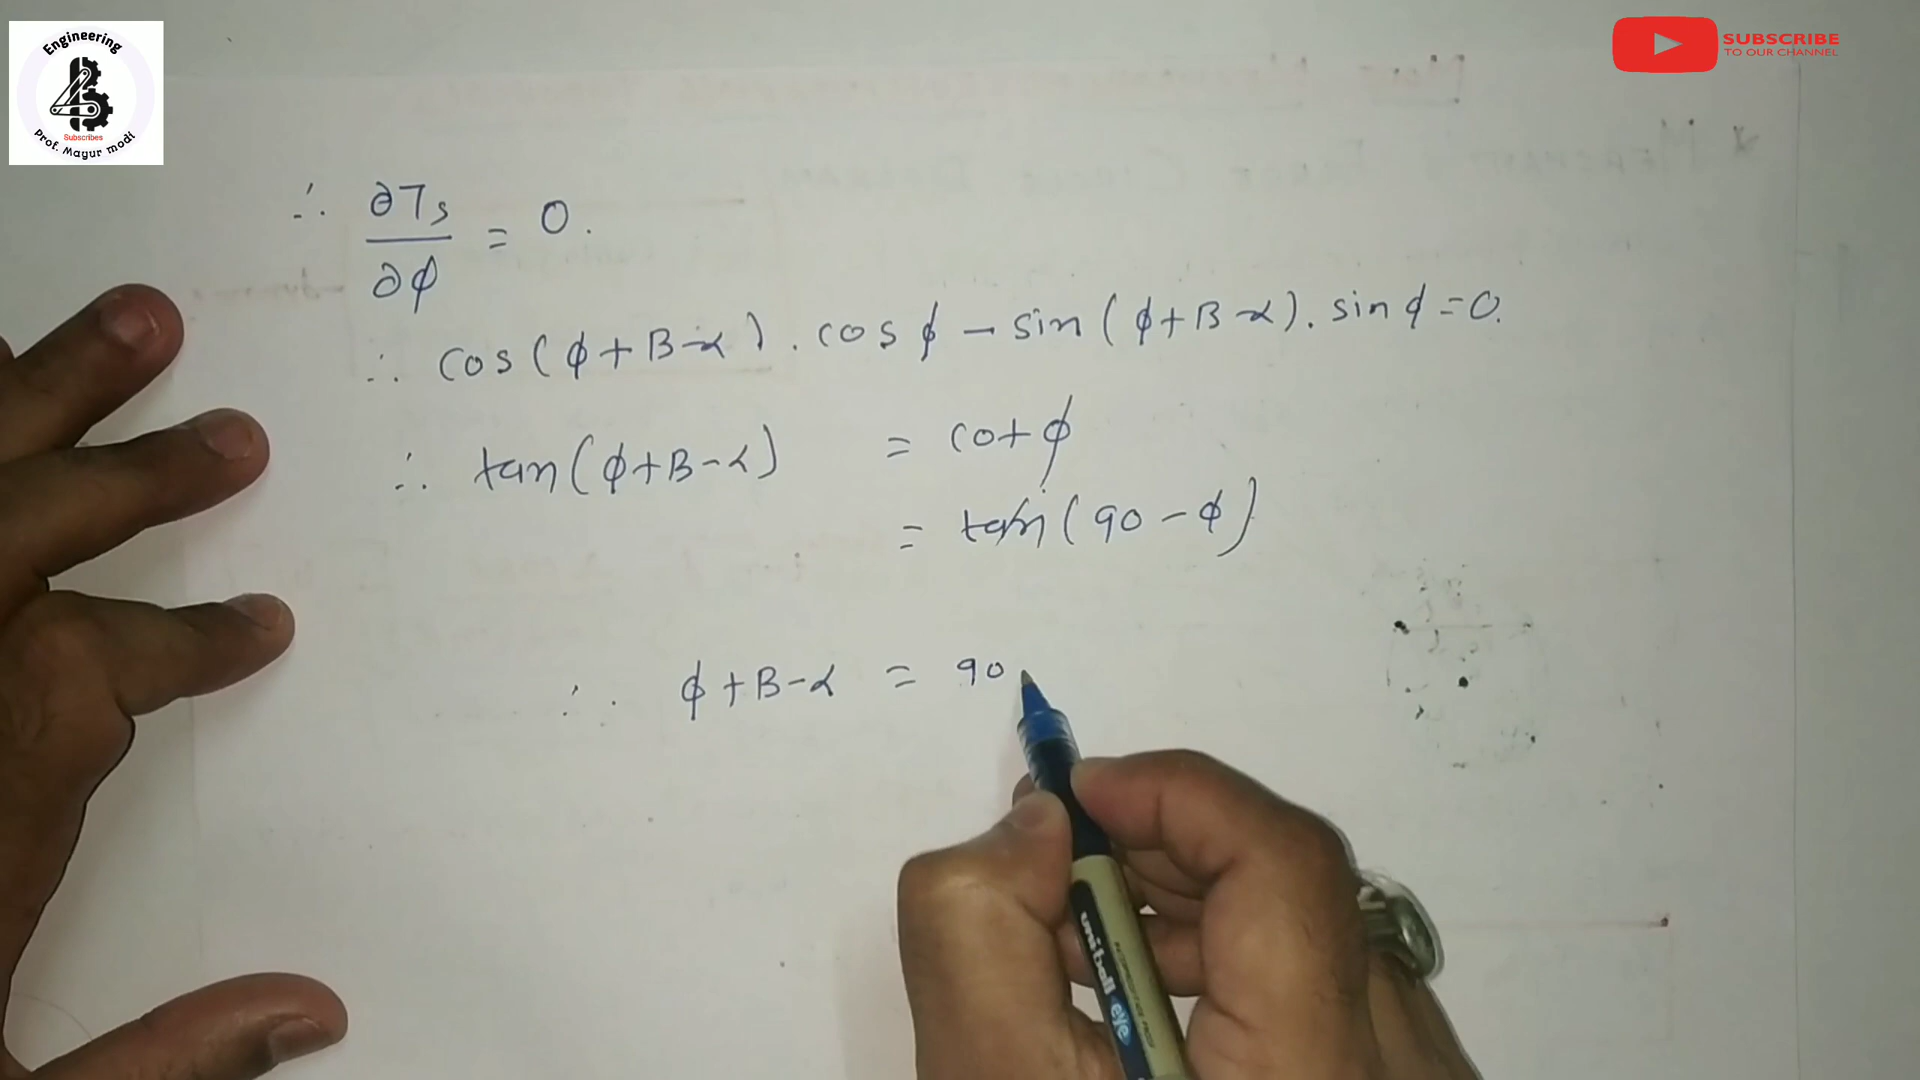 Engineering
Subscribes
Prof. Mayur modi
SUBSCRIBE
TO OUR CHANNEL
∴ ∂Ts / ∂ϕ = 0.
∴ cos(ϕ+B-α). cosϕ - sin(ϕ+B-α). sinϕ=0.
∴ tan(ϕ+B-α) = cotϕ
= tan(90-ϕ)
∴ ϕ+B-α = 90
uniball eye